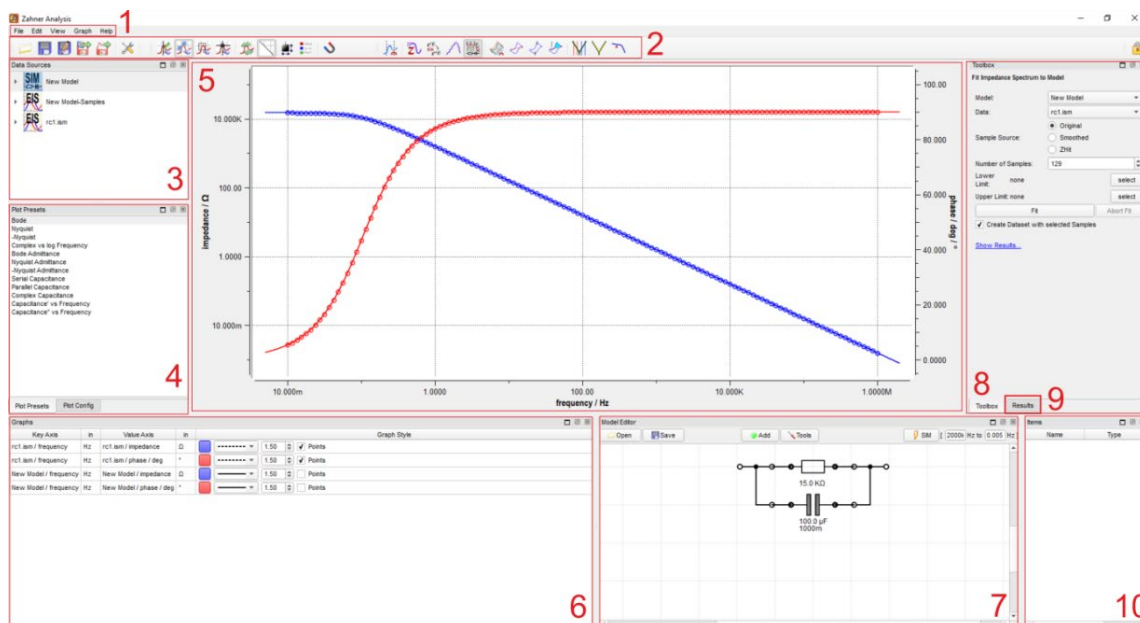 Zahner Analysis
1
File Edit View Graph Help
2
Data Sources
SIM New Model
EIS New Model-Samples
EIS rc1.ism
3
Plot Presets
Bode
Nyquist
-Nyquist
Complex vs log Frequency
Bode Admittance
Nyquist Admittance
-Nyquist Admittance
Serial Capacitance
Parallel Capacitance
Complex Capacitance
Capacitance' vs Frequency
Capacitance'' vs Frequency
4
Plot Presets Plot Config
5
impedance / Ω
10.000K
100.00
1.0000
10.000m
10.000m 1.0000 100.00 10.000K 1.0000M
frequency / Hz
phase / deg / °
100.00
80.000
60.000
40.000
20.000
0.0000
Toolbox
Fit Impedance Spectrum to Model
Model: New Model
Data: rc1.ism
Sample Source: Original
Smoothed
ZHit
Number of Samples: 129
Lower Limit: none select
Upper Limit: none select
Fit Abort Fit
Create Dataset with selected Samples
Show Results...
8
9
Toolbox Results
Graphs
Key Axis in Value Axis in Graph Style
rc1.ism / frequency Hz rc1.ism / impedance Ω 1.50 Points
rc1.ism / frequency Hz rc1.ism / phase / deg ° 1.50 Points
New Model / frequency Hz New Model / impedance Ω 1.50 Points
New Model / frequency Hz New Model / phase / deg ° 1.50 Points
6
Model Editor
Open Save Add Tools SIM [ 2000k Hz to 0.005 Hz ]
15.0 KΩ
100.0 µF
1000m
7
Items
Name Type
10